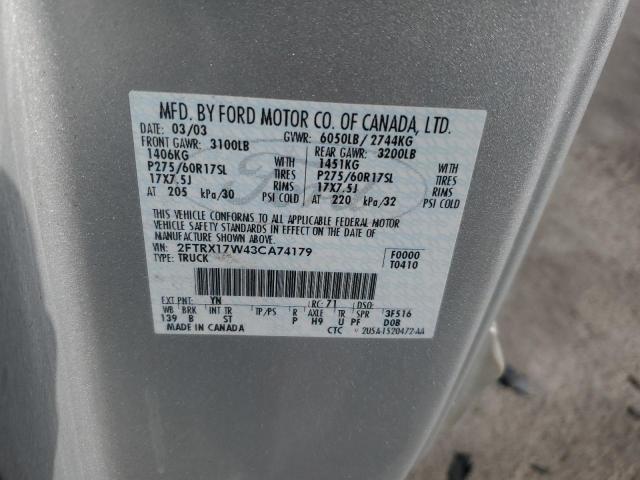 MFD. BY FORD MOTOR CO. OF CANADA, LTD.
DATE: 03/03 GVWR: 6050LB/ 2744KG
FRONT GAWR: 3100LB REAR GAWR: 3200LB
1406KG WITH 1451KG WITH
P275/60R17SL TIRES P275/60R17SL TIRES
17X7.5J RIMS 17X7.5J RIMS
AT 205 kPa/30 PSI COLD AT 220 kPa/32 PSI COLD
THIS VEHICLE CONFORMS TO ALL APPLICABLE FEDERAL MOTOR
VEHICLE SAFETY STANDARDS IN EFFECT ON THE DATE OF
MANUFACTURE SHOWN ABOVE.
VIN: 2FTRX17W43CA74179 F0000
TYPE: TRUCK T0410
EXT PNT: YN RC: 71 DSO:
WB BRK INT TR TP/PS R AXLE TR SPR 3F516
139 B ST P H9 U PF DOB
MADE IN CANADA CTC 2U5A-1520472-AA
Ford